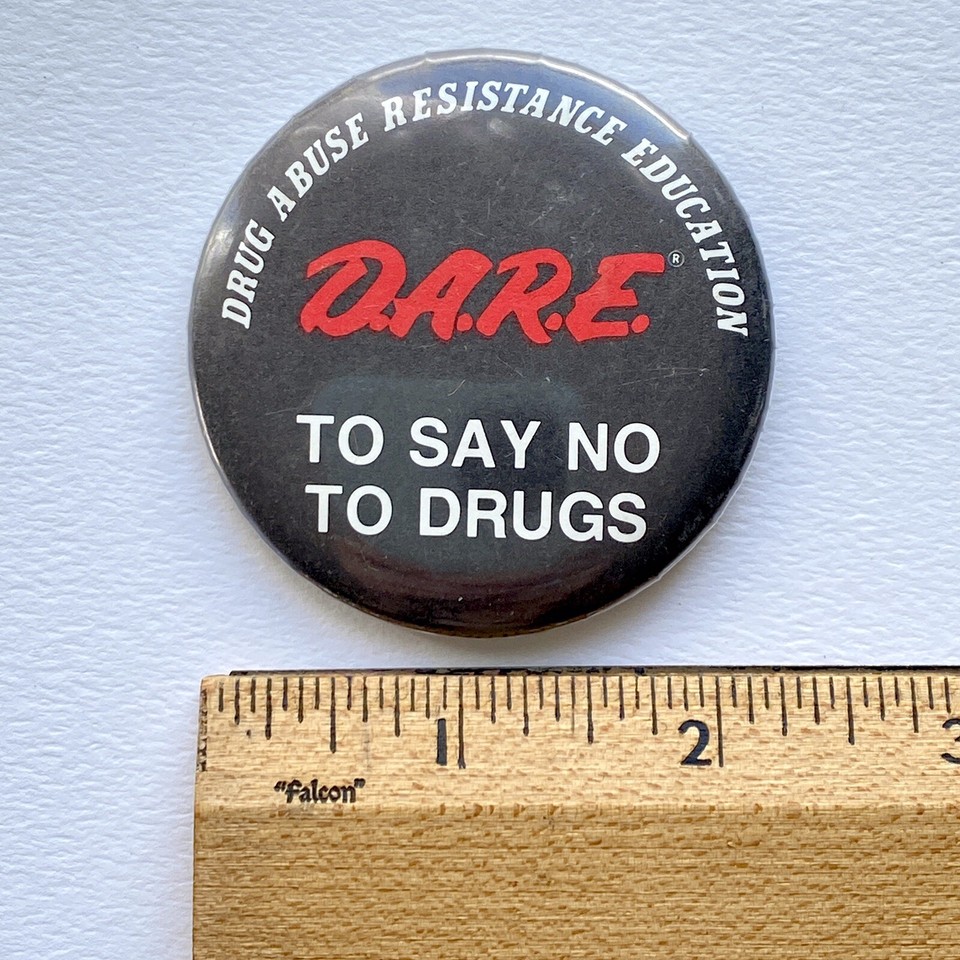 DRUG ABUSE RESISTANCE EDUCATION
D.A.R.E.®
TO SAY NO
TO DRUGS
1 2 3
"Falcon"